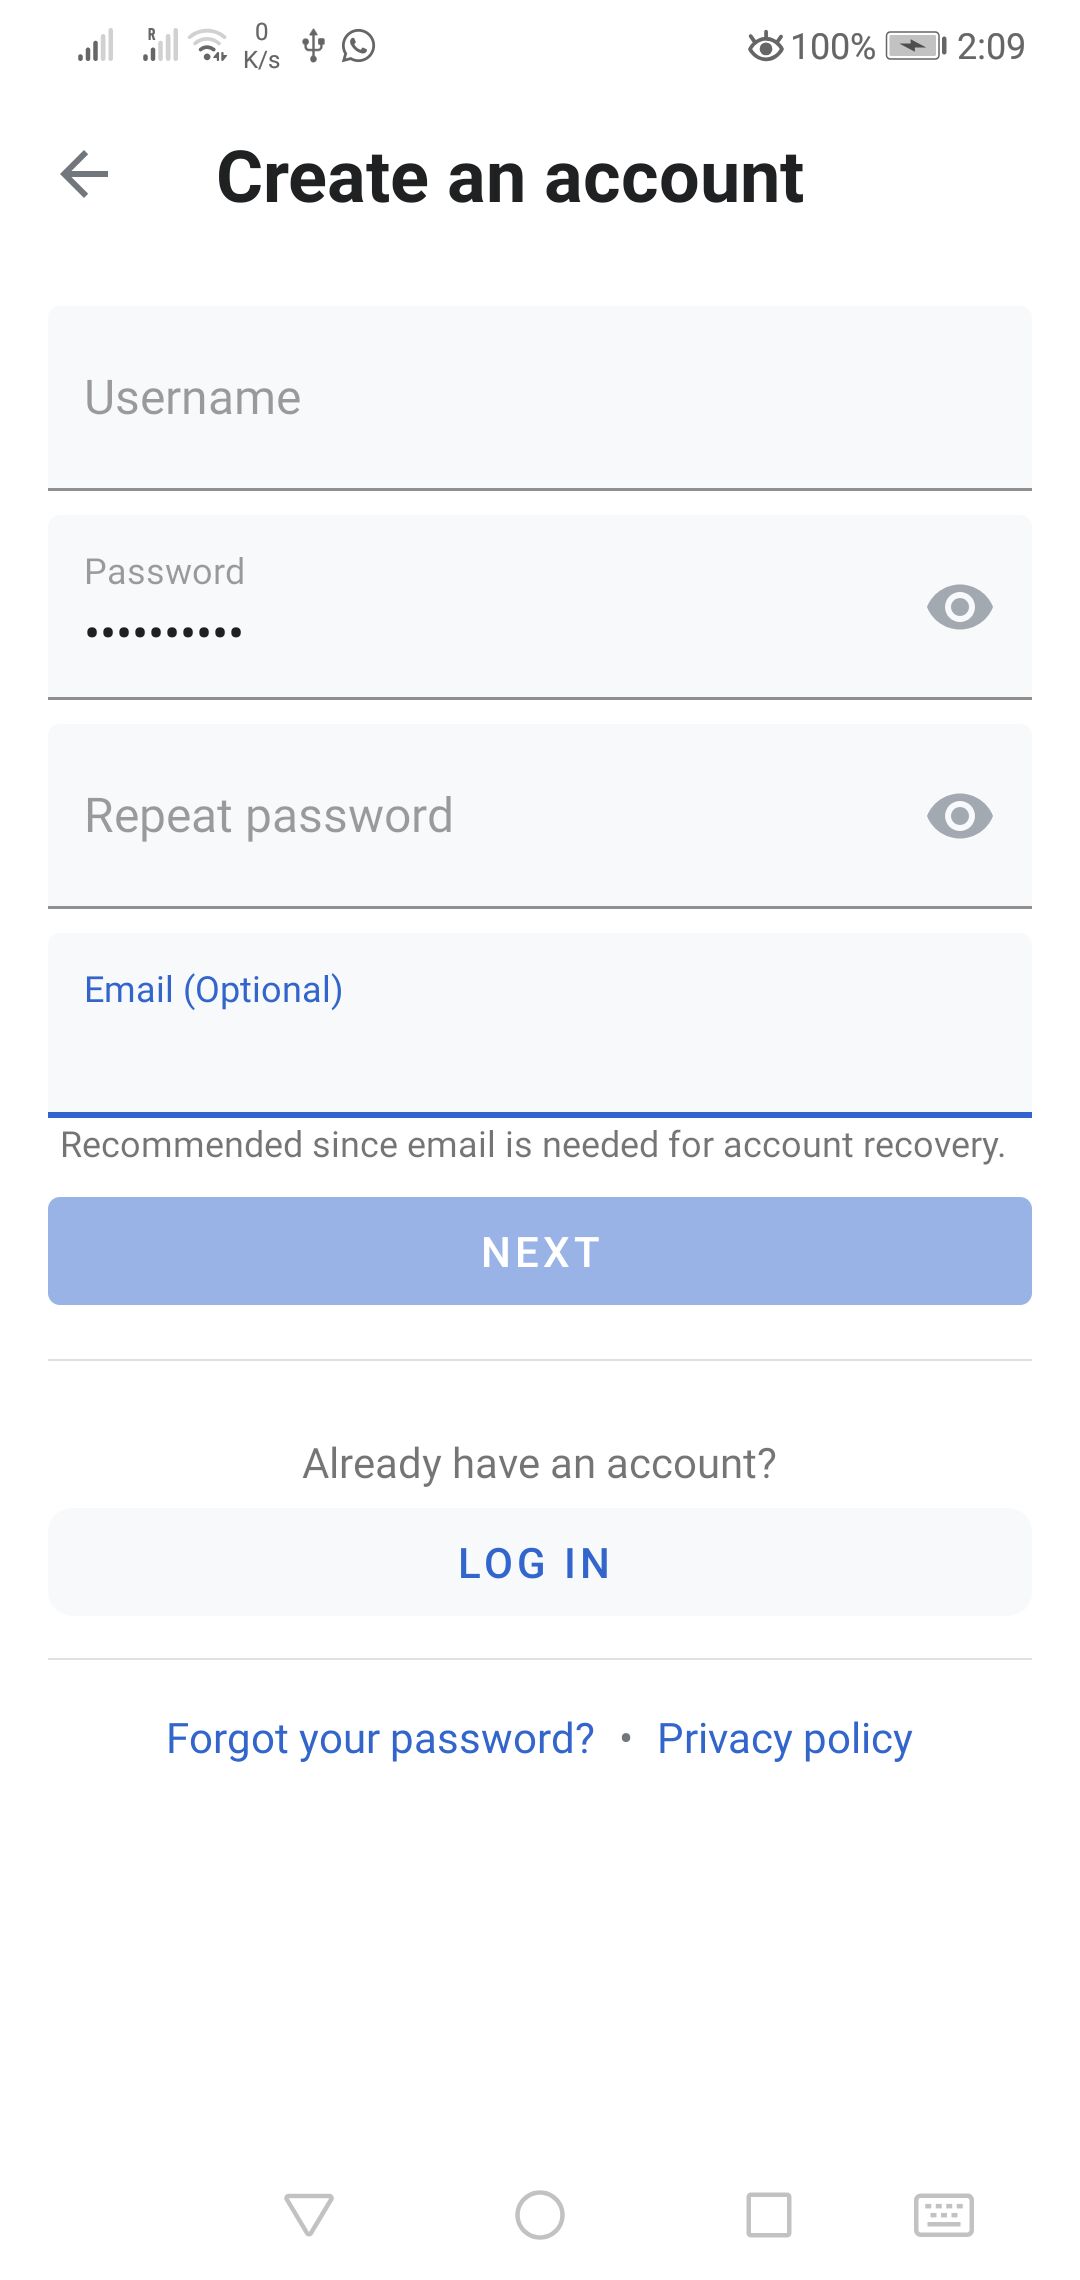 R
0
K/s
100%
2:09
Create an account
Username
Password
••••••••••
Repeat password
Email (Optional)
Recommended since email is needed for account recovery.
NEXT
Already have an account?
LOG IN
Forgot your password? • Privacy policy